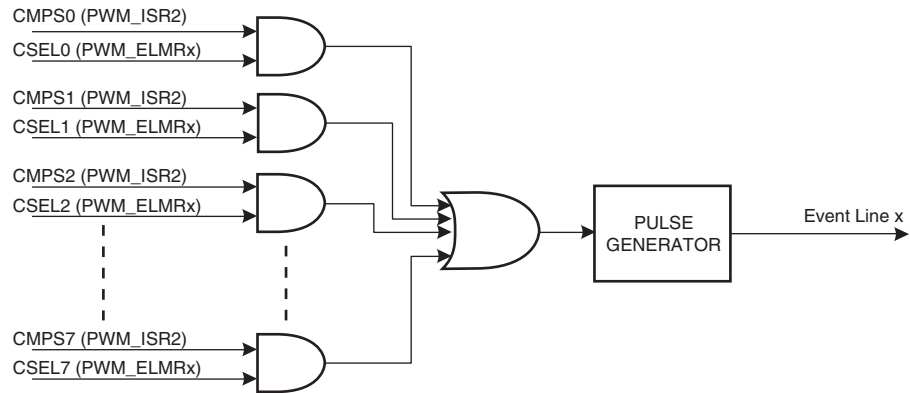 CMPS0 (PWM_ISR2)
CSEL0 (PWM_ELMRx)
CMPS1 (PWM_ISR2)
CSEL1 (PWM_ELMRx)
CMPS2 (PWM_ISR2)
CSEL2 (PWM_ELMRx)
CMPS7 (PWM_ISR2)
CSEL7 (PWM_ELMRx)
PULSE
GENERATOR
Event Line x